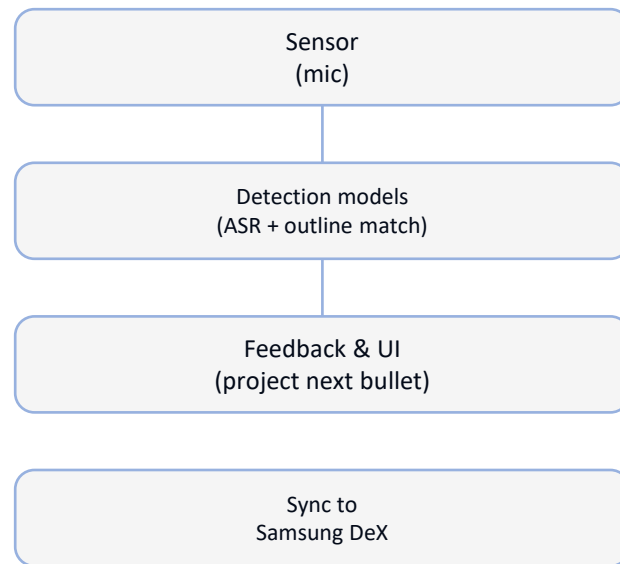 Sensor
(mic)
Detection models
(ASR + outline match)
Feedback & UI
(project next bullet)
Sync to
Samsung DeX